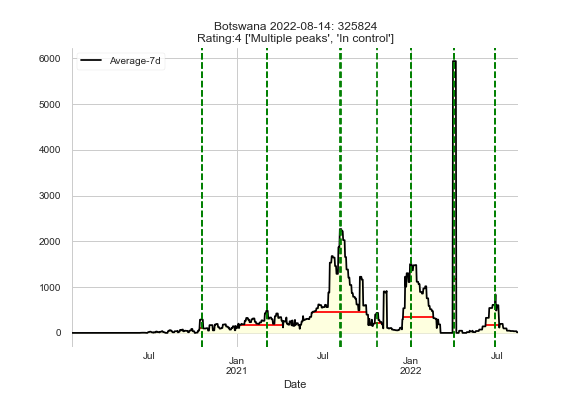 Botswana 2022-08-14: 325824
Rating:4 ['Multiple peaks', 'In control']
Average-7d
6000
5000
4000
3000
2000
1000
0
Jul Jan Jul Jan Jul
2021 2022
Date